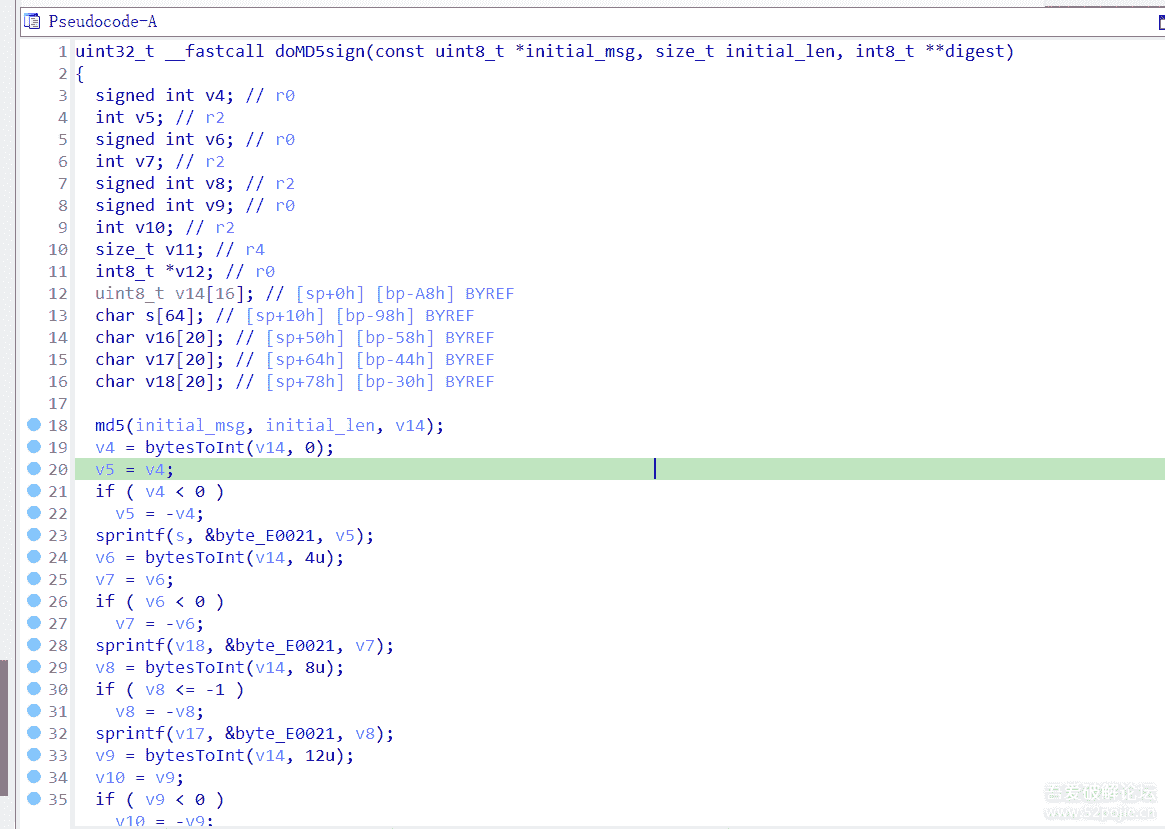 Pseudocode-A
1 uint32_t __fastcall doMD5sign(const uint8_t *initial_msg, size_t initial_len, int8_t **digest)
2 {
3 signed int v4; // r0
4 int v5; // r2
5 signed int v6; // r0
6 int v7; // r2
7 signed int v8; // r2
8 signed int v9; // r0
9 int v10; // r2
10 size_t v11; // r4
11 int8_t *v12; // r0
12 uint8_t v14[16]; // [sp+0h] [bp-A8h] BYREF
13 char s[64]; // [sp+10h] [bp-98h] BYREF
14 char v16[20]; // [sp+50h] [bp-58h] BYREF
15 char v17[20]; // [sp+64h] [bp-44h] BYREF
16 char v18[20]; // [sp+78h] [bp-30h] BYREF
17
18 md5(initial_msg, initial_len, v14);
19 v4 = bytesToInt(v14, 0);
20 v5 = v4;
21 if ( v4 < 0 )
22 v5 = -v4;
23 sprintf(s, &byte_E0021, v5);
24 v6 = bytesToInt(v14, 4u);
25 v7 = v6;
26 if ( v6 < 0 )
27 v7 = -v6;
28 sprintf(v18, &byte_E0021, v7);
29 v8 = bytesToInt(v14, 8u);
30 if ( v8 <= -1 )
31 v8 = -v8;
32 sprintf(v17, &byte_E0021, v8);
33 v9 = bytesToInt(v14, 12u);
34 v10 = v9;
35 if ( v9 < 0 )
v10 = -v9;
吾爱破解论坛
www.52pojie.cn